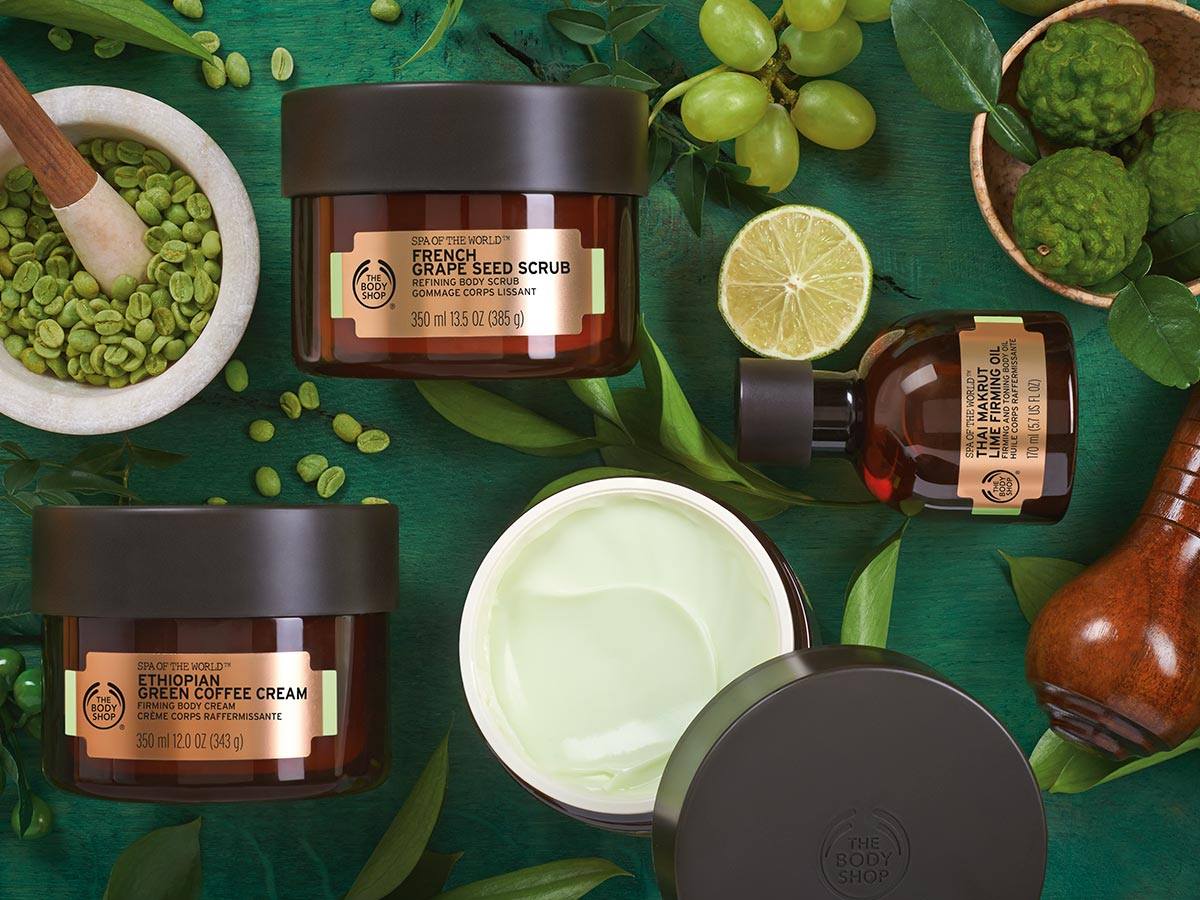 SPA OF THE WORLD™
FRENCH
GRAPE SEED SCRUB
REFINING BODY SCRUB
GOMMAGE CORPS LISSANT
350 ml 13.5 OZ (385 g)
THE
BODY
SHOP®
SPA OF THE WORLD™
THAI MAKRUT
LIME FIRMING OIL
FIRMING AND TONING BODY OIL
HUILE CORPS RAFFERMISSANTE
170 ml (5.7 US FL OZ)
THE
BODY
SHOP®
SPA OF THE WORLD™
ETHIOPIAN
GREEN COFFEE CREAM
FIRMING BODY CREAM
CRÈME CORPS RAFFERMISSANTE
350 ml 12.0 OZ (343 g)
THE
BODY
SHOP®
THE
BODY
SHOP